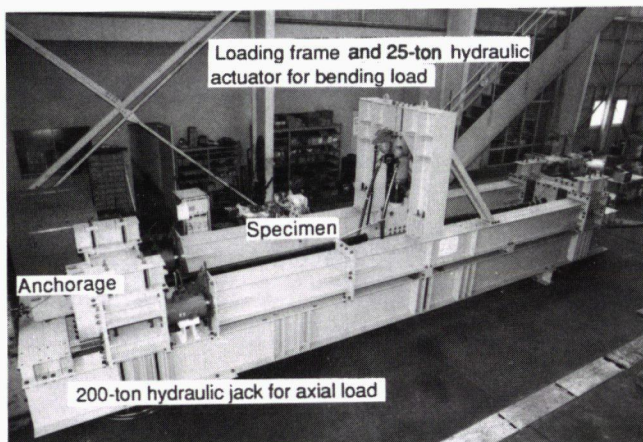 Loading frame and 25-ton hydraulic
actuator for bending load
Specimen
Anchorage
200-ton hydraulic jack for axial load